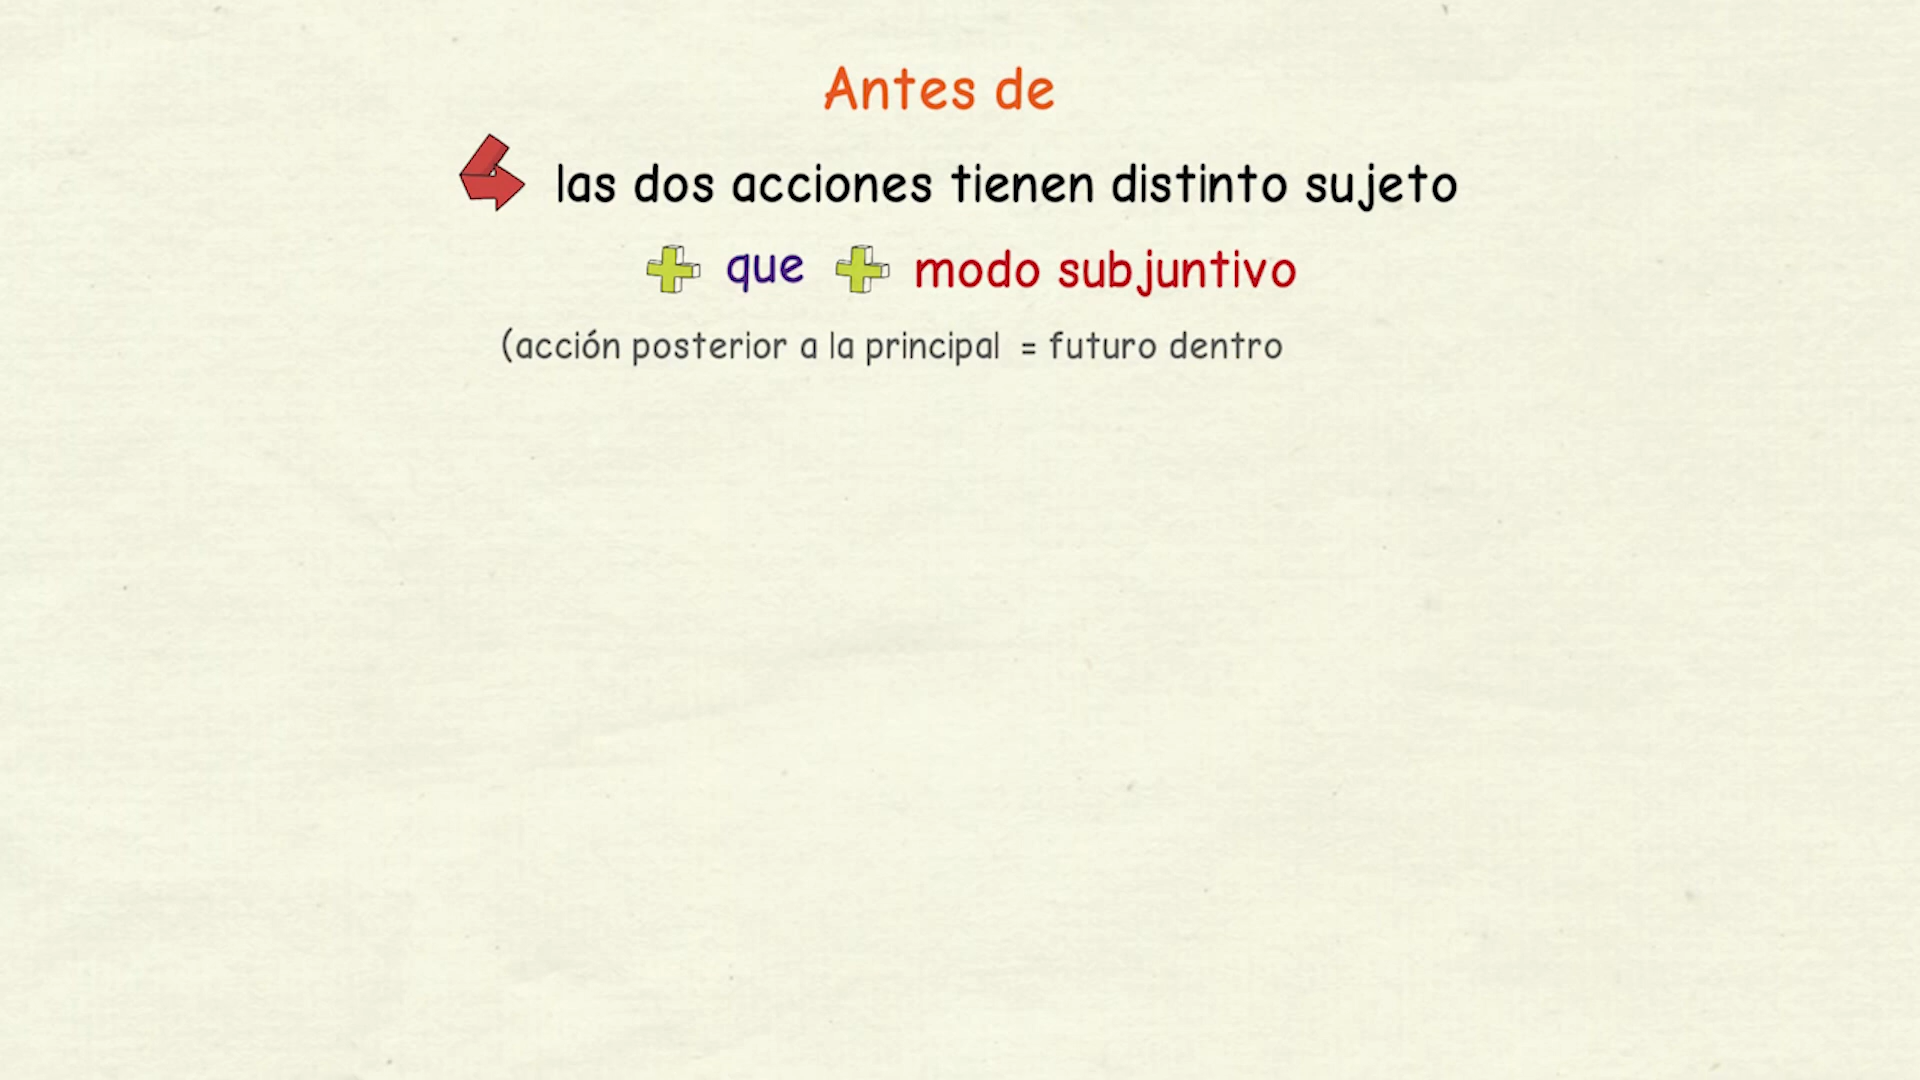 Antes de
las dos acciones tienen distinto sujeto
que modo subjuntivo
(acción posterior a la principal = futuro dentro